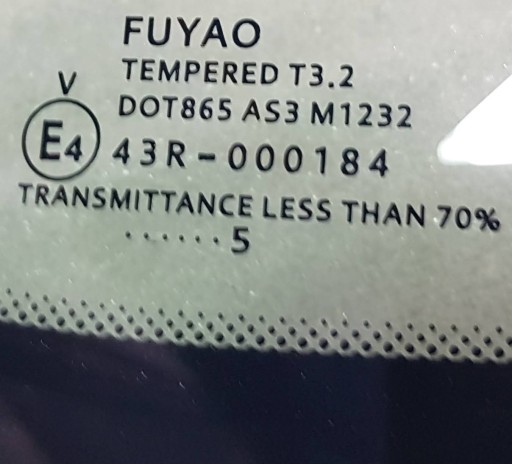 FUYAO
TEMPERED T3.2
V
DOT865 AS3 M1232
E4 43R-000184
TRANSMITTANCE LESS THAN 70%
......5